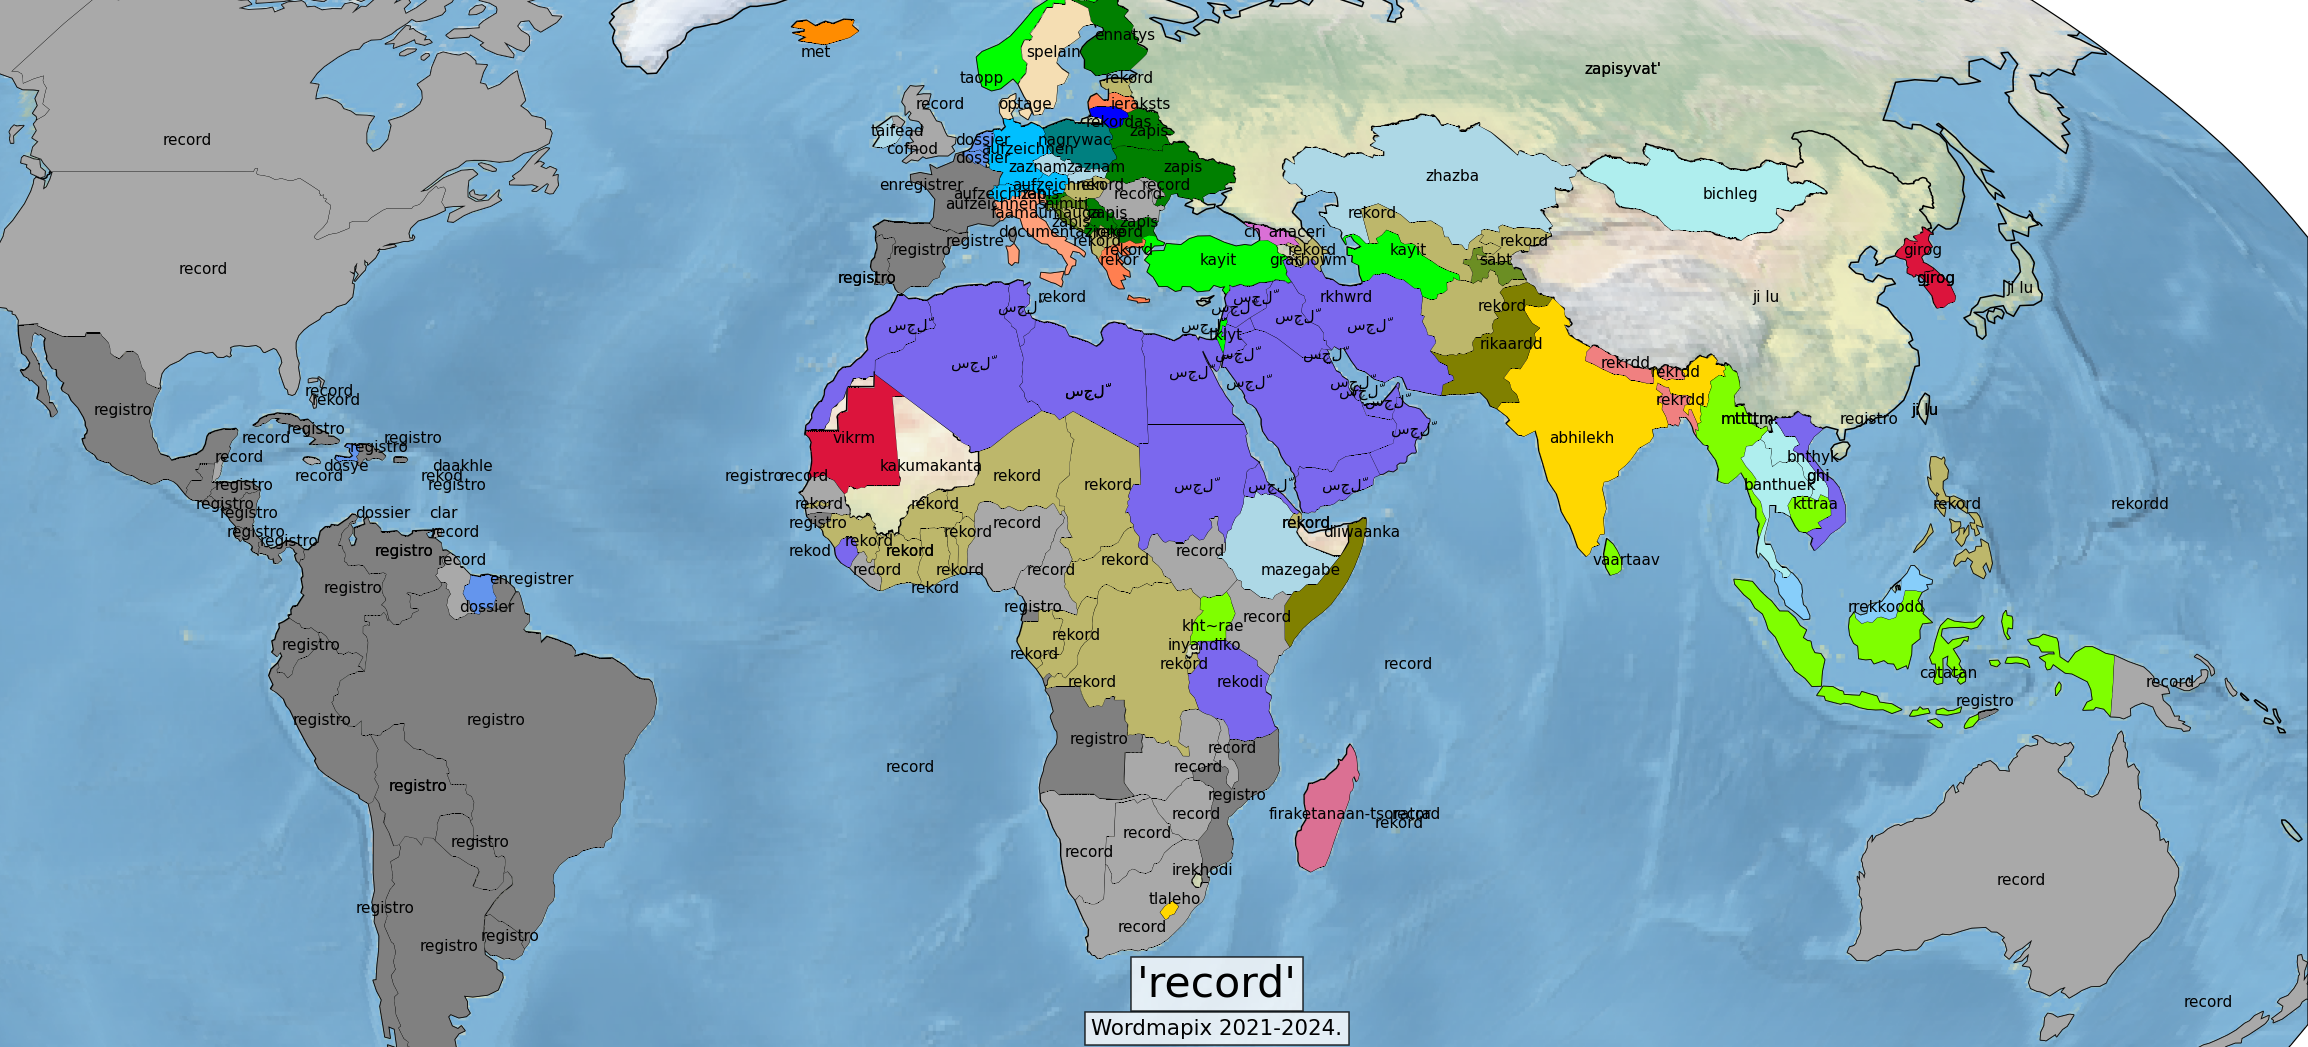 met
ennatys
spelain
taopp
rekord
zapisyvat'
record
optage
ieraksts
rekordas
taifead
zapis
record
cofnod
dossier
nagrywac
aufzeichnen
dossier
zaznam
zaznam
zapis
zhazba
enregistrer
aufzeichnen
rekord
record
record
bichleg
rekord
zapis
zapis
registre
rekord
ch'anaceri
registro
rekord
rekord
rekord
kayit
girog
record
rekor
kayit
sabt
registro
girog
rekord
rkhwrd
ji lu
ji lu
rekord
سجلّ
سجلّ
سجلّ
سجلّ
سجلّ
سجلّ
سجلّ
rikaardd
rekrdd
rekrdd
record
rekord
rekrdd
registro
ji lu
registro
registro
record
registro
registro
vikrm
abhilekh
record
dosye
daakhle
kakumakanta
bnthyk
record
rekod
registro
record
rekord
ghi
registro
registro
rekord
سجلّ
سجلّ
سجلّ
banthuek
registro
rekord
rekord
kttraa
rekord
rekordd
registro
dossier
clar
registro
record
rekord
registro
record
rekord
diiwaanka
registro
rekord
registro
rekod
rekord
record
record
rekord
record
record
rekord
mazegabe
vaartaav
registro
enregistrer
rekord
dossier
registro
record
rrekkoodd
kht~rae
registro
rekord
inyandiko
rekord
rekord
record
catatan
rekord
rekodi
record
registro
registro
registro
registro
record
record
record
registro
registro
record
firaketanaan-tsoratra
record
rekord
registro
record
record
irekhodi
record
tlaleho
registro
record
registro
registro
'record'
record
Wordmapix 2021-2024.